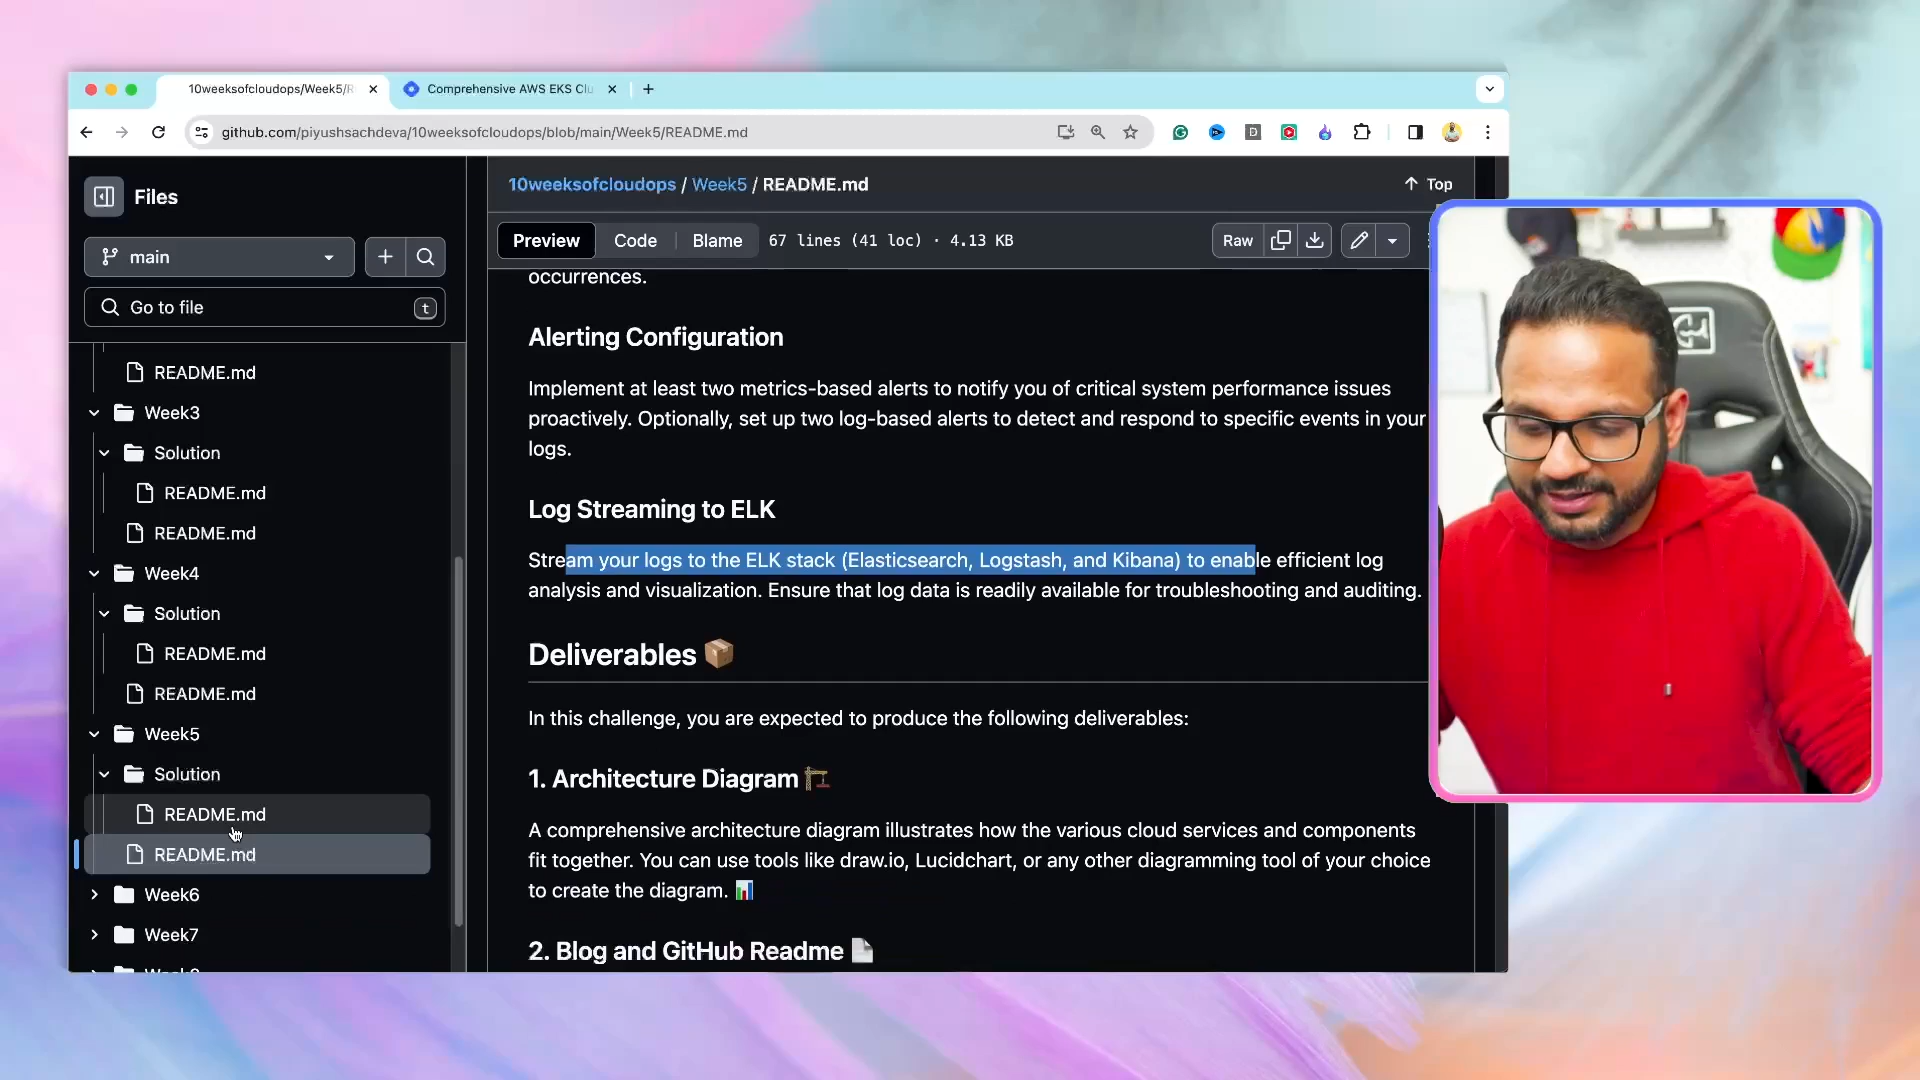 10weeksofcloudops/Week5/R
Comprehensive AWS EKS Clu
github.com/piyushsachdeva/10weeksofcloudops/blob/main/Week5/README.md
Files
main
Go to file
t
README.md
Week3
Solution
README.md
README.md
Week4
Solution
README.md
README.md
Week5
Solution
README.md
README.md
Week6
Week7
10weeksofcloudops / Week5 / README.md
Top
Preview
Code
Blame
67 lines (41 loc) · 4.13 KB
Raw
occurrences.
Alerting Configuration
Implement at least two metrics-based alerts to notify you of critical system performance issues
proactively. Optionally, set up two log-based alerts to detect and respond to specific events in your
logs.
Log Streaming to ELK
Stream your logs to the ELK stack (Elasticsearch, Logstash, and Kibana) to enable efficient log
analysis and visualization. Ensure that log data is readily available for troubleshooting and auditing.
Deliverables 📦
In this challenge, you are expected to produce the following deliverables:
1. Architecture Diagram 🏗️
A comprehensive architecture diagram illustrates how the various cloud services and components
fit together. You can use tools like draw.io, Lucidchart, or any other diagramming tool of your choice
to create the diagram. 📊
2. Blog and GitHub Readme 📄